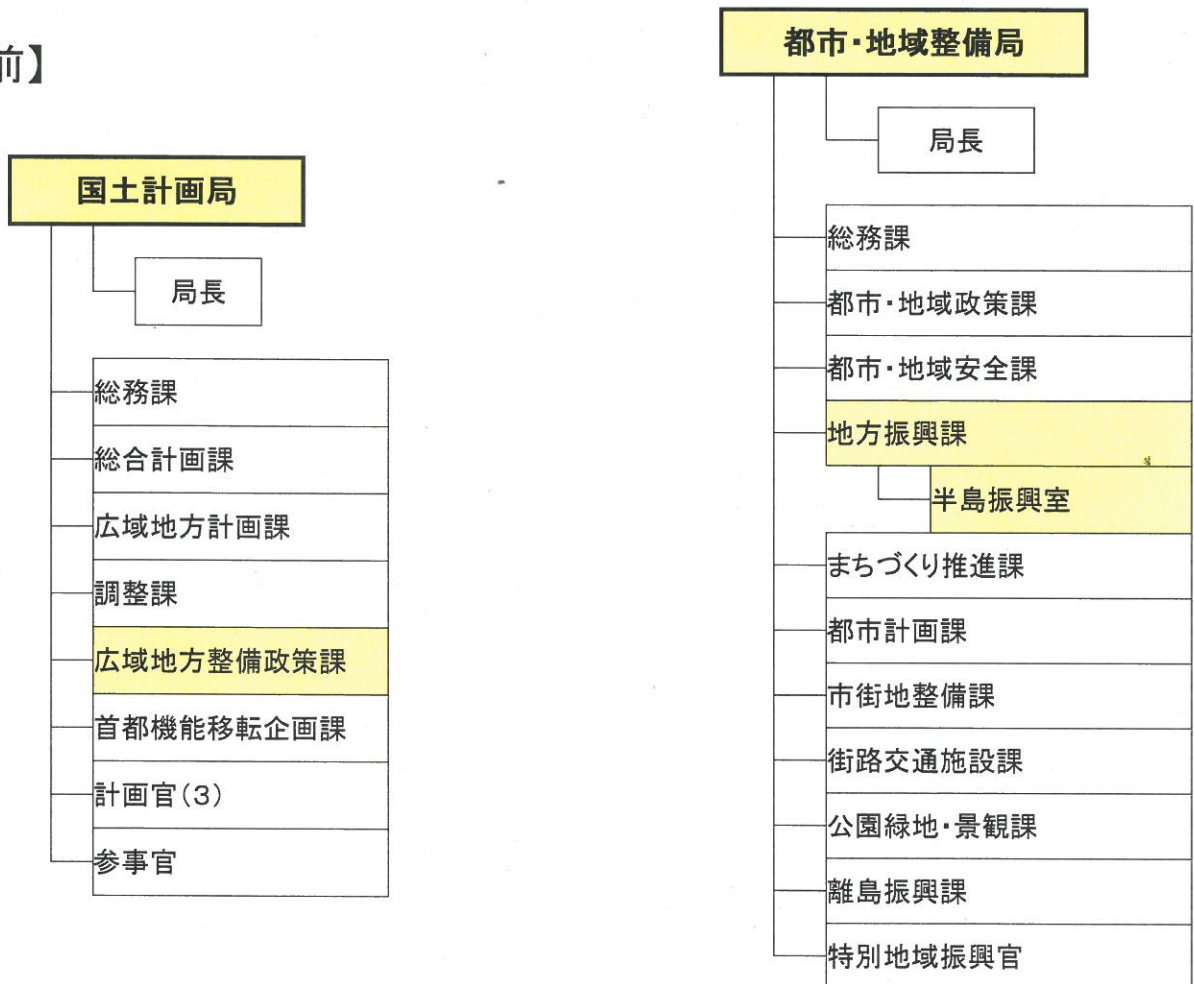 前】
国土計画局
局長
総務課
総合計画課
広域地方計画課
調整課
広域地方整備政策課
首都機能移転企画課
計画官(3)
参事官
都市・地域整備局
局長
総務課
都市・地域政策課
都市・地域安全課
地方振興課
半島振興室
まちづくり推進課
都市計画課
市街地整備課
街路交通施設課
公園緑地・景観課
離島振興課
特別地域振興官